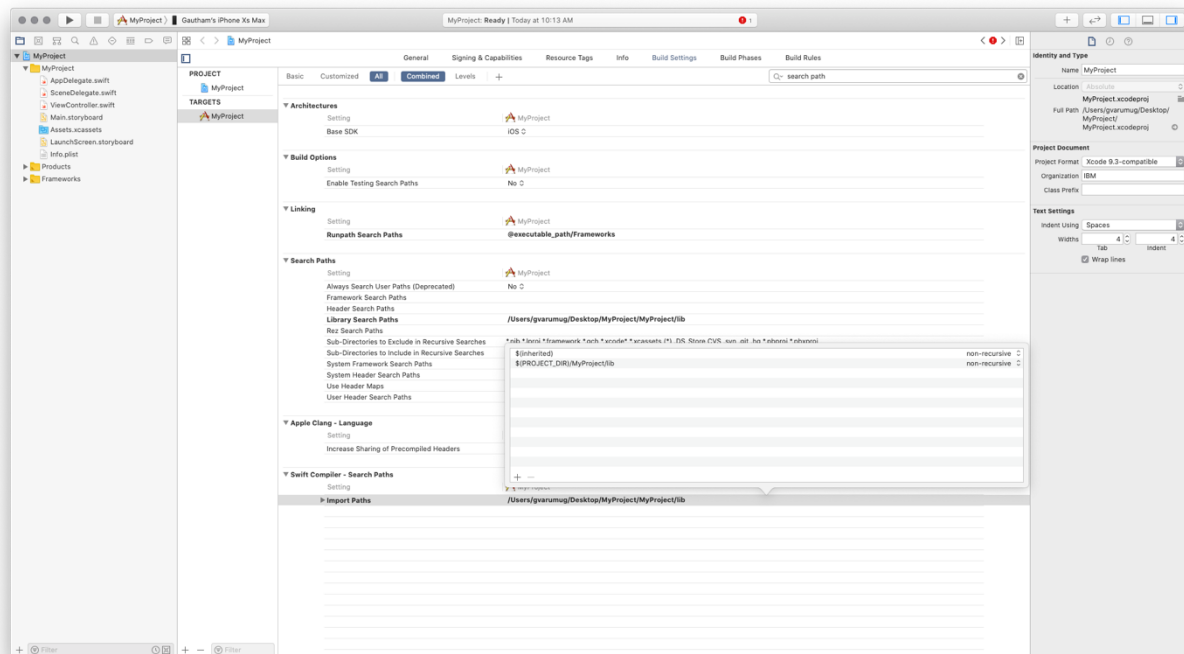 MyProject 〉 Gautham's iPhone Xs Max
MyProject: Ready | Today at 10:13 AM
1
MyProject
MyProject
MyProject
AppDelegate.swift
SceneDelegate.swift
ViewController.swift
Main.storyboard
Assets.xcassets
LaunchScreen.storyboard
Info.plist
Products
Frameworks
Filter
General Signing & Capabilities Resource Tags Info Build Settings Build Phases Build Rules
PROJECT
MyProject
TARGETS
MyProject
Filter
Basic Customized All Combined Levels +
search path
Architectures
Setting MyProject
Base SDK iOS
Build Options
Setting MyProject
Enable Testing Search Paths No
Linking
Setting MyProject
Runpath Search Paths @executable_path/Frameworks
Search Paths
Setting MyProject
Always Search User Paths (Deprecated) No
Framework Search Paths
Header Search Paths
Library Search Paths /Users/gvarumug/Desktop/MyProject/MyProject/lib
Rez Search Paths
Sub-Directories to Exclude in Recursive Searches
Sub-Directories to Include in Recursive Searches
System Framework Search Paths
System Header Search Paths
Use Header Maps
User Header Search Paths
$(inherited) non-recursive
$(PROJECT_DIR)/MyProject/lib non-recursive
+ −
Apple Clang - Language
Setting
Increase Sharing of Precompiled Headers
Swift Compiler - Search Paths
Setting
Import Paths /Users/gvarumug/Desktop/MyProject/MyProject/lib
Identity and Type
Name MyProject
Location Absolute
MyProject.xcodeproj
Full Path /Users/gvarumug/Desktop/
MyProject/
MyProject.xcodeproj
Project Document
Project Format Xcode 9.3-compatible
Organization IBM
Class Prefix
Text Settings
Indent Using Spaces
Widths 4 4
Tab Indent
Wrap lines